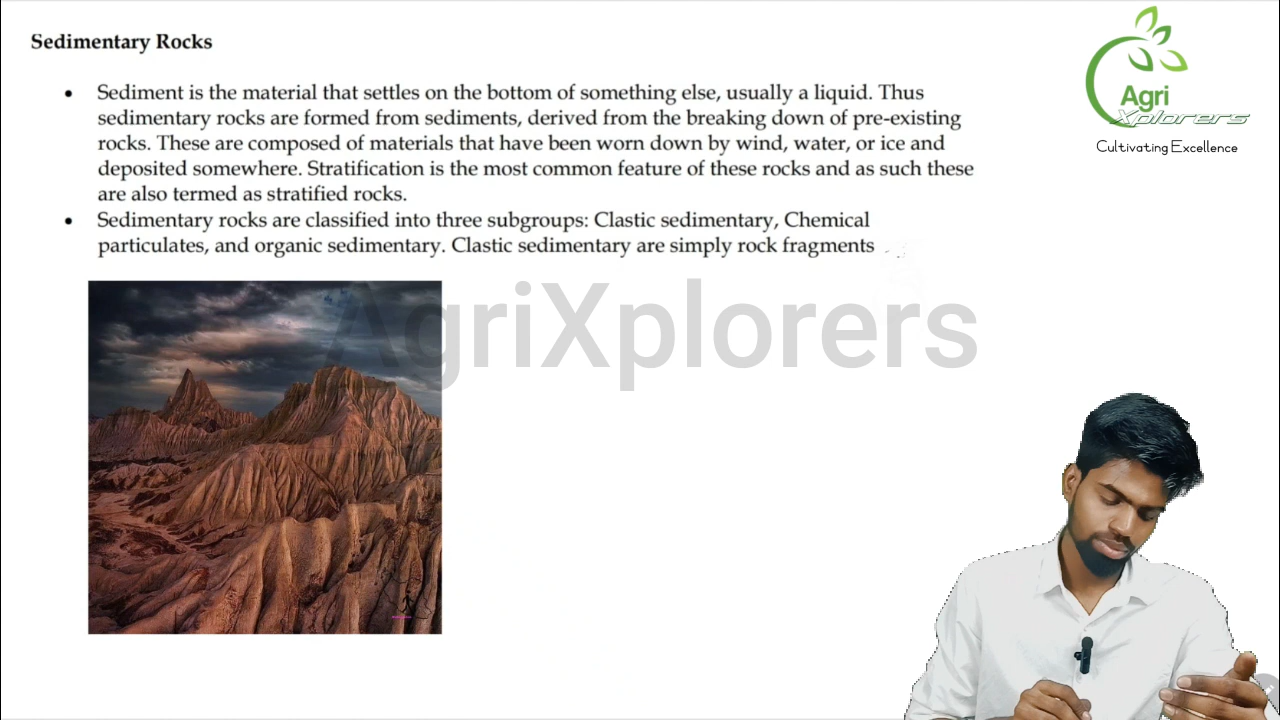 Sedimentary Rocks
• Sediment is the material that settles on the bottom of something else, usually a liquid. Thus
sedimentary rocks are formed from sediments, derived from the breaking down of pre-existing
rocks. These are composed of materials that have been worn down by wind, water, or ice and
deposited somewhere. Stratification is the most common feature of these rocks and as such these
are also termed as stratified rocks.
• Sedimentary rocks are classified into three subgroups: Clastic sedimentary, Chemical
particulates, and organic sedimentary. Clastic sedimentary are simply rock fragments
Agri
Xplorers
Cultivating Excellence
AgriXplorers